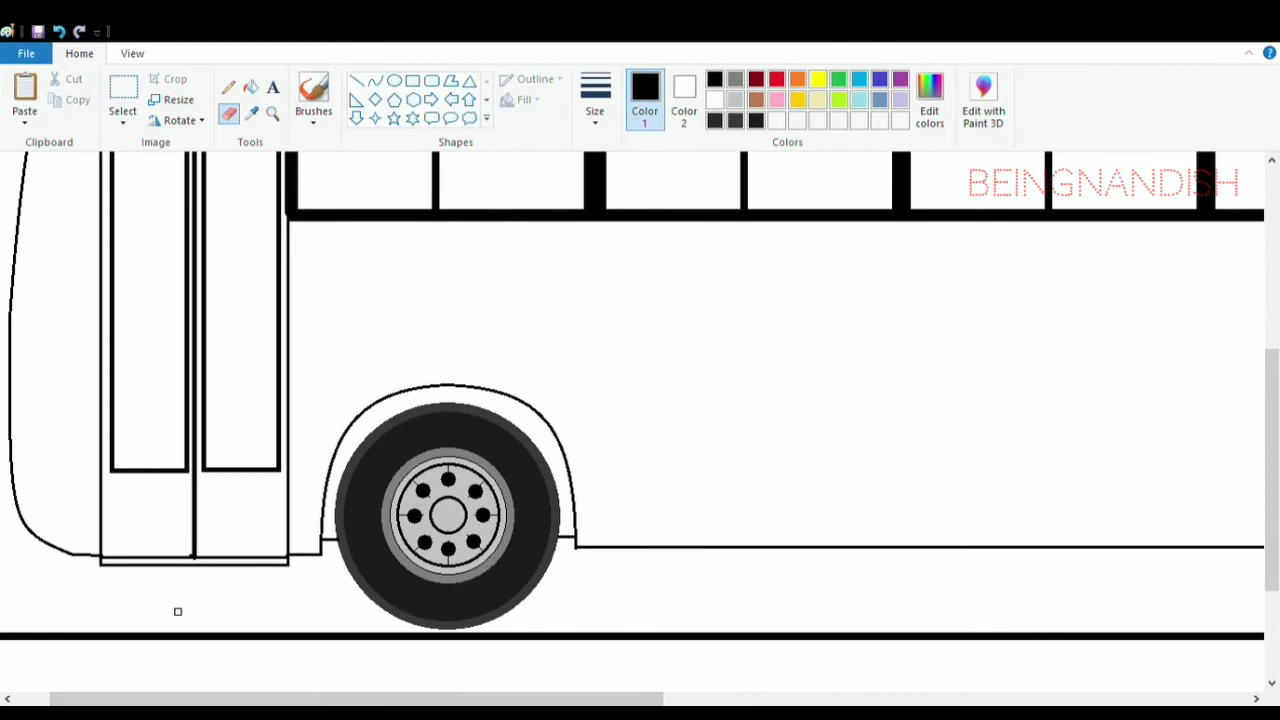 File Home View
Cut
Copy
Paste
Clipboard
Crop
Resize
Rotate
Select
Image
A
Tools
Brushes
Outline
Fill
Shapes
Size
Color 1
Color 2
Edit colors
Edit with Paint 3D
Colors
BEINGNANDISH